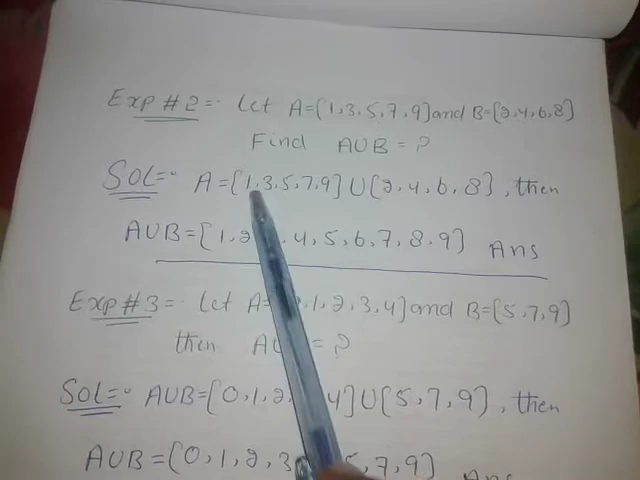 Exp # 2 =. Let A=[1,3,5,7,9] and B=[2,4,6,8]
Find AUB = ?
SOL=. A=[1,3,5,7,9] U [2,4,6,8], then
AUB=[1,2 ,4,5,6,7,8,9] Ans
Exp # 3 =. Let A= 0,1,2,3,4] and B=[5,7,9]
then A = ?
SOL=. AUB=[0,1,2 4] U [5,7,9], then
AUB=[0,1,2,3 5,7,9] Ans